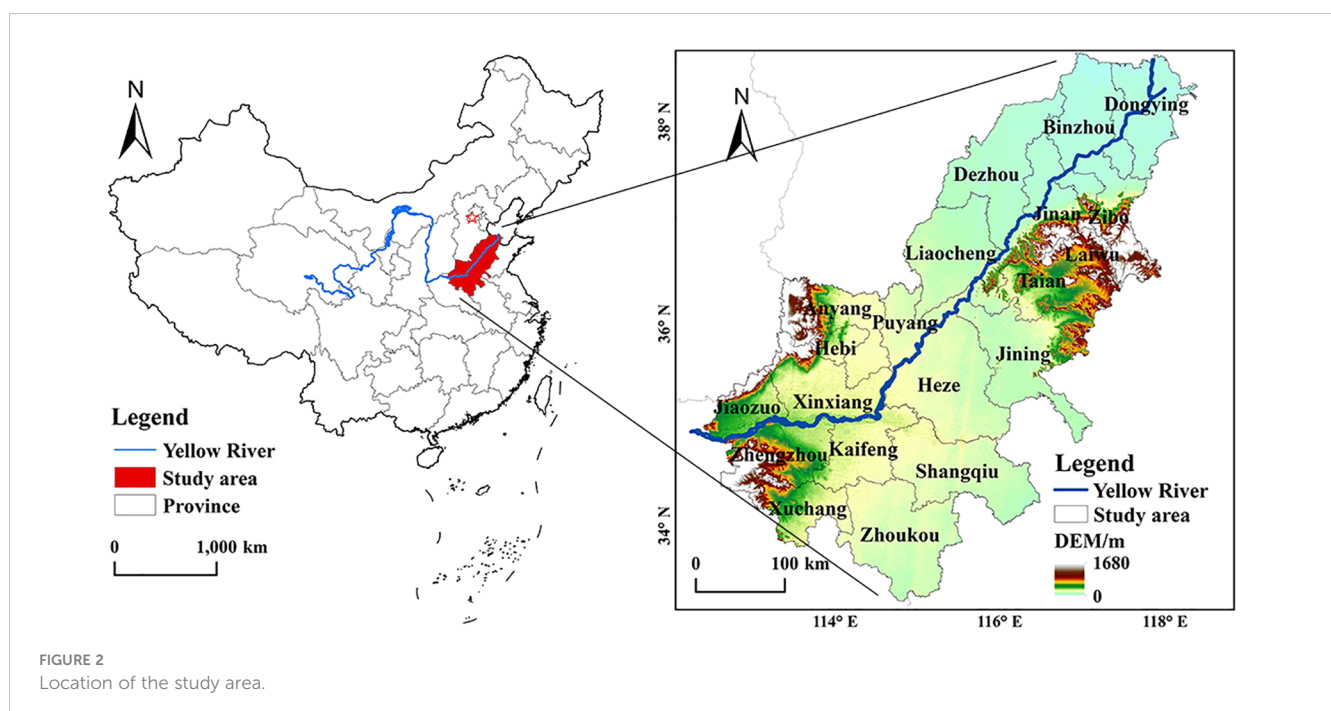 N
Legend
Yellow River
Study area
Province
0 1,000 km
N
38° N
36° N
34° N
Dongying
Binzhou
Dezhou
Jinan Zibo
Liaocheng
Laiwu
Taian
Anyang
Puyang
Hebi
Jining
Heze
Xinxiang
Jiaozuo
Zhengzhou
Kaifeng
Shangqiu
Xuchang
Zhoukou
Legend
Yellow River
Study area
DEM/m
1680
0
0 100 km
114° E 116° E 118° E
FIGURE 2
Location of the study area.